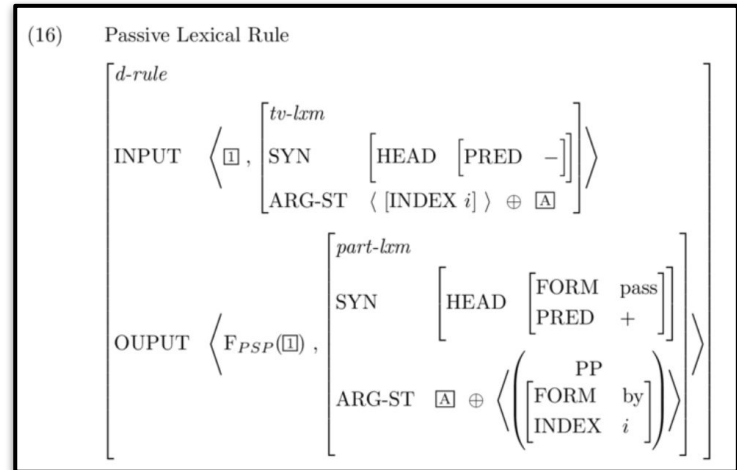 (16) Passive Lexical Rule
d-rule
INPUT ⟨ 1 , tv-lxm
SYN [HEAD [PRED −]]
ARG-ST ⟨ [INDEX i] ⟩ ⊕ A ⟩
OUPUT ⟨ F_PSP(1) , part-lxm
SYN [HEAD [FORM pass
PRED +]]
ARG-ST A ⊕ ⟨ ( PP
[FORM by
INDEX i] ) ⟩ ⟩